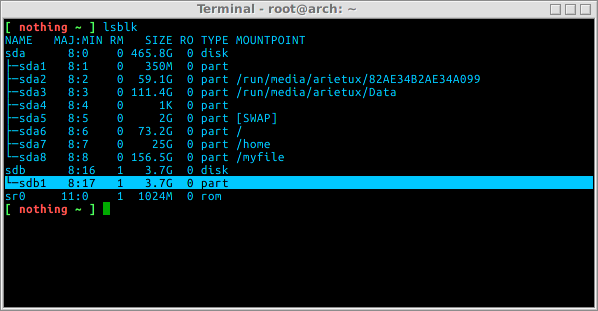 Terminal - root@arch: ~
[ nothing ~ ] lsblk
NAME   MAJ:MIN RM   SIZE RO TYPE MOUNTPOINT
sda      8:0    0 465.8G  0 disk
├─sda1   8:1    0   350M  0 part
├─sda2   8:2    0  59.1G  0 part /run/media/arietux/82AE34B2AE34A099
├─sda3   8:3    0 111.4G  0 part /run/media/arietux/Data
├─sda4   8:4    0     1K  0 part
├─sda5   8:5    0     2G  0 part [SWAP]
├─sda6   8:6    0  73.2G  0 part /
├─sda7   8:7    0    25G  0 part /home
└─sda8   8:8    0 156.5G  0 part /myfile
sdb      8:16   1   3.7G  0 disk
└─sdb1   8:17   1   3.7G  0 part
sr0     11:0    1  1024M  0 rom
[ nothing ~ ]